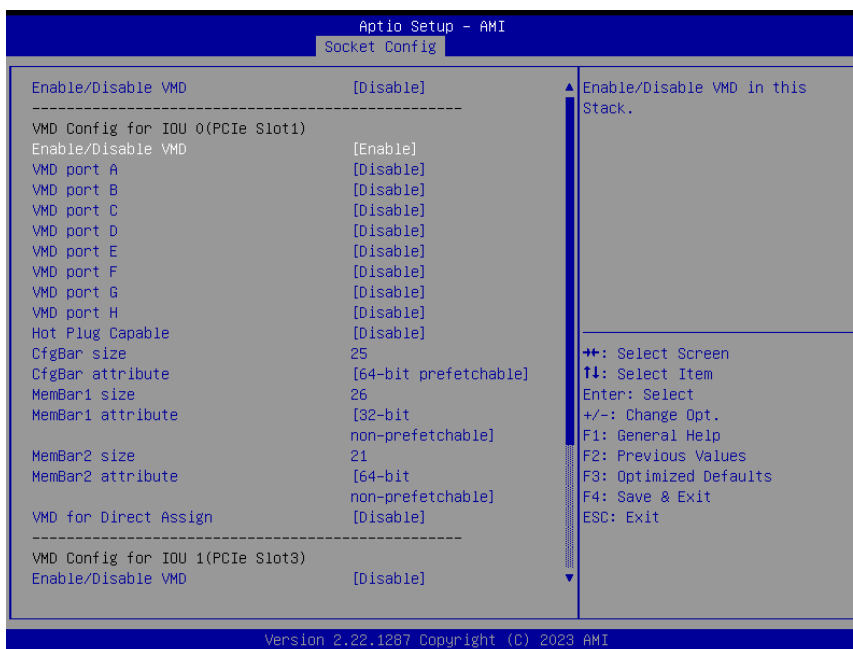 Aptio Setup - AMI
Socket Config
Enable/Disable VMD [Disable]
--------------------------------------------------
VMD Config for IOU 0(PCIe Slot1)
Enable/Disable VMD [Enable]
VMD port A [Disable]
VMD port B [Disable]
VMD port C [Disable]
VMD port D [Disable]
VMD port E [Disable]
VMD port F [Disable]
VMD port G [Disable]
VMD port H [Disable]
Hot Plug Capable [Disable]
CfgBar size 25
CfgBar attribute [64-bit prefetchable]
MemBar1 size 26
MemBar1 attribute [32-bit
non-prefetchable]
MemBar2 size 21
MemBar2 attribute [64-bit
non-prefetchable]
VMD for Direct Assign [Disable]
--------------------------------------------------
VMD Config for IOU 1(PCIe Slot3)
Enable/Disable VMD [Disable]
Enable/Disable VMD in this
Stack.
→←: Select Screen
↑↓: Select Item
Enter: Select
+/-: Change Opt.
F1: General Help
F2: Previous Values
F3: Optimized Defaults
F4: Save & Exit
ESC: Exit
Version 2.22.1287 Copyright (C) 2023 AMI